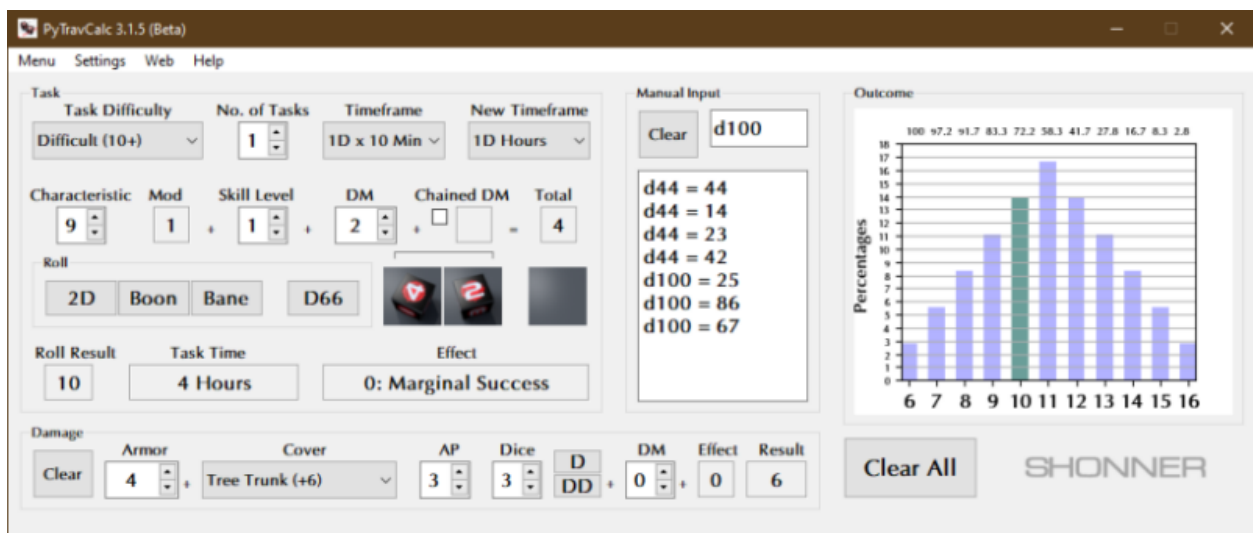 PyTravCalc 3.1.5 (Beta)
Menu Settings Web Help
Task
Task Difficulty No. of Tasks Timeframe New Timeframe
Difficult (10+) 1 1D x 10 Min 1D Hours
Characteristic Mod Skill Level DM Chained DM Total
9 1 + 1 + 2 + = 4
Roll
2D Boon Bane D66
4 2
Roll Result Task Time Effect
10 4 Hours 0: Marginal Success
Manual Input
Clear d100
d44 = 44
d44 = 14
d44 = 23
d44 = 42
d100 = 25
d100 = 86
d100 = 67
Outcome
100 97.2 91.7 83.3 72.2 58.3 41.7 27.8 16.7 8.3 2.8
Percentages
18
17
16
15
14
13
12
11
10
9
8
7
6
5
4
3
2
1
0
6 7 8 9 10 11 12 13 14 15 16
Damage
Armor Cover AP Dice DM Effect Result
Clear 4 + Tree Trunk (+6) 3 3 D DD + 0 + 0 6
Clear All
SHONNER